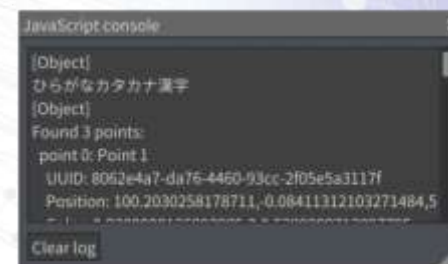 JavaScript console
[Object]
ひらがなカタカナ漢字
[Object]
Found 3 points:
point 0: Point 1
UUID: 8062e4a7-da76-4460-93cc-2f05e5a3117f
Position: 100.2030258178711,-0.08411312103271484,5
Clear log